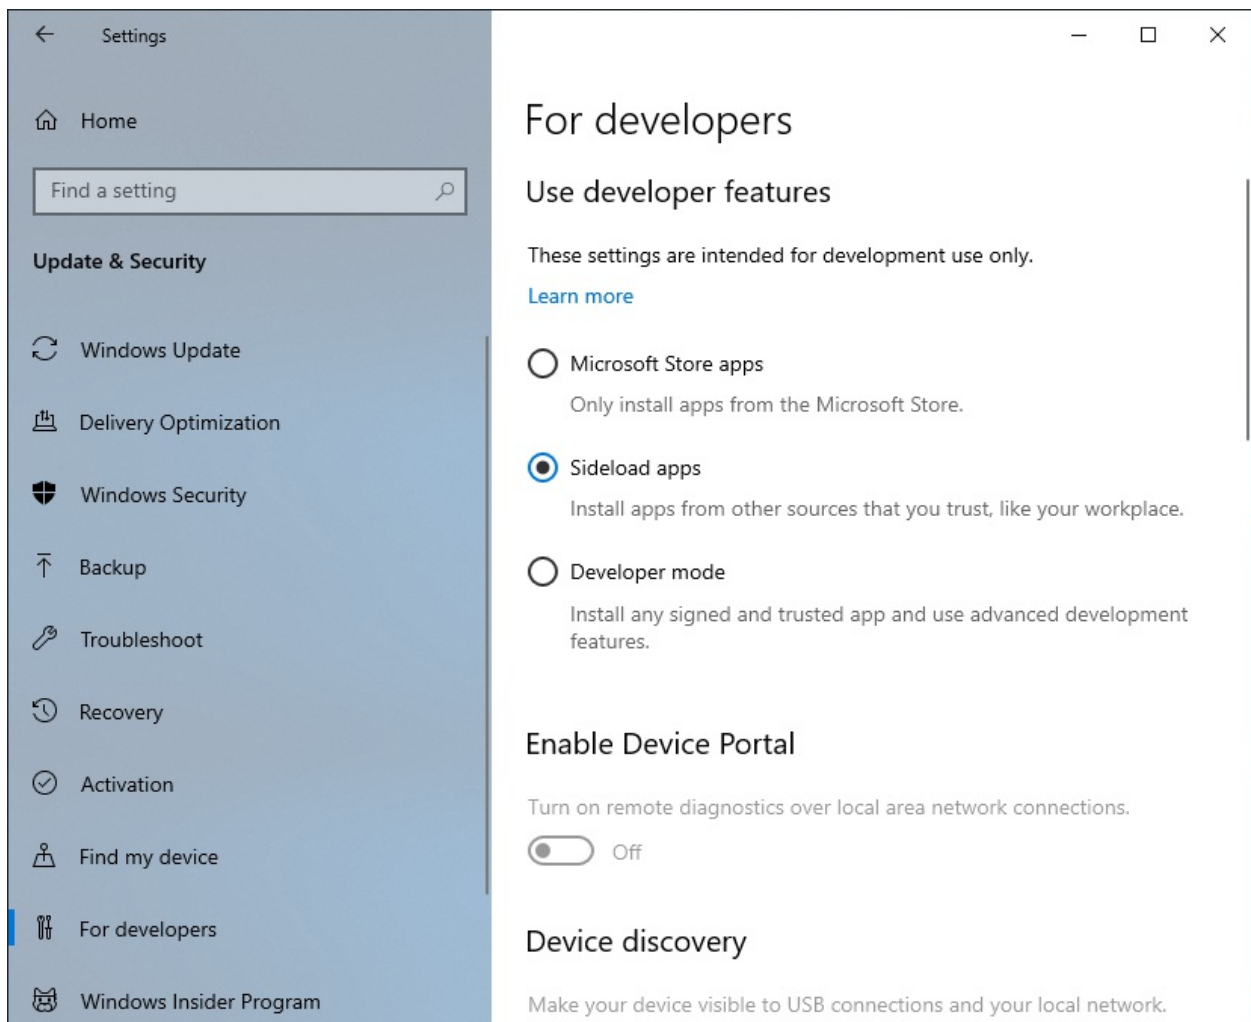 Settings
Home
Find a setting
Update & Security
Windows Update
Delivery Optimization
Windows Security
Backup
Troubleshoot
Recovery
Activation
Find my device
For developers
Windows Insider Program
For developers
Use developer features
These settings are intended for development use only.
Learn more
Microsoft Store apps
Only install apps from the Microsoft Store.
Sideload apps
Install apps from other sources that you trust, like your workplace.
Developer mode
Install any signed and trusted app and use advanced development
features.
Enable Device Portal
Turn on remote diagnostics over local area network connections.
Off
Device discovery
Make your device visible to USB connections and your local network.